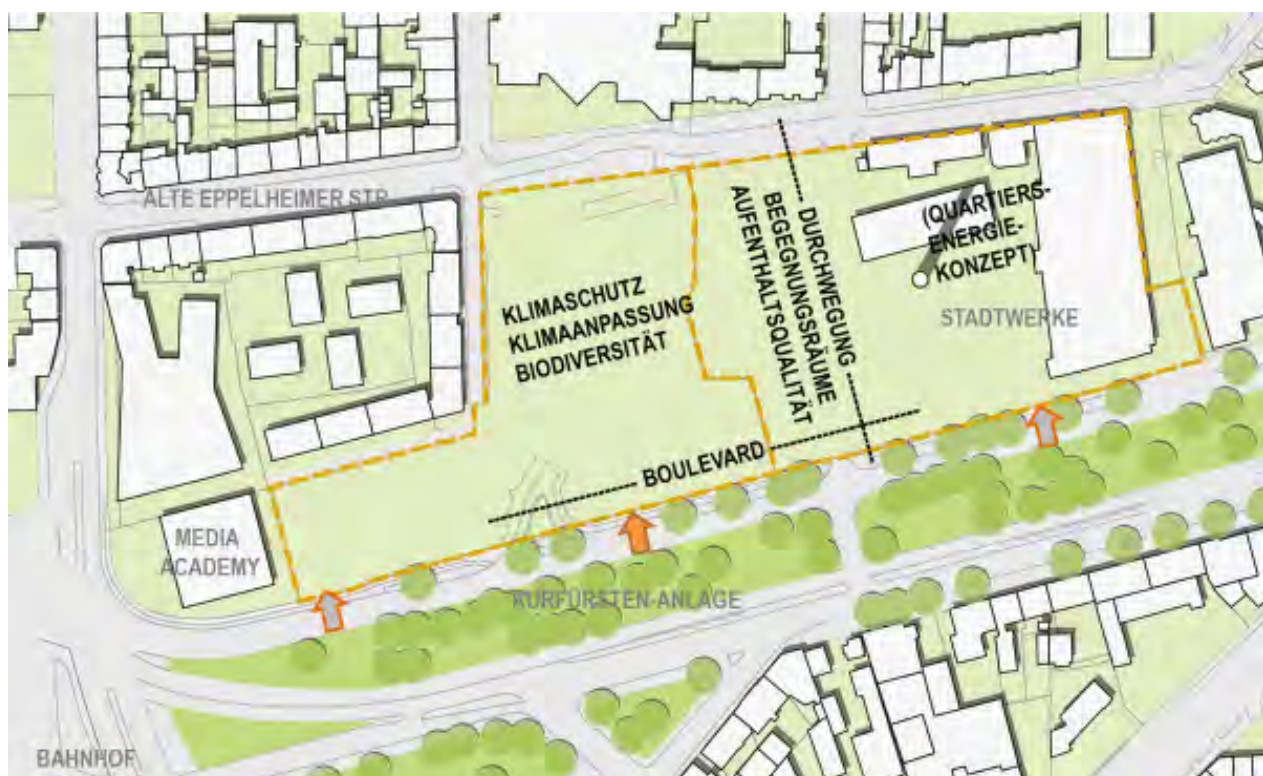 ALTE EPPELHEIMER STR
KLIMASCHUTZ
KLIMAANPASSUNG
BIODIVERSITÄT
DURCHWEGUNG
BEGEGNUNGSRÄUME
AUFENTHALTSQUALITÄT
(QUARTIERS-
ENERGIE-
KONZEPT)
STADTWERKE
BOULEVARD
MEDIA
ACADEMY
KURFÜRSTEN-ANLAGE
BAHNHOF